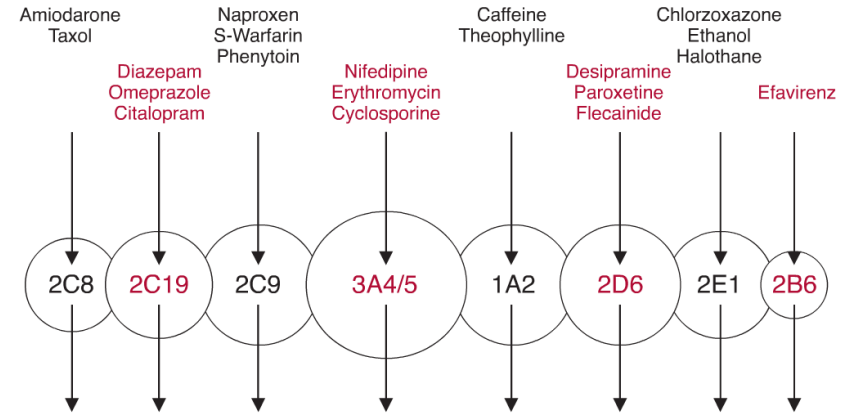 Amiodarone
Taxol
Diazepam
Omeprazole
Citalopram
Naproxen
S-Warfarin
Phenytoin
Nifedipine
Erythromycin
Cyclosporine
Caffeine
Theophylline
Desipramine
Paroxetine
Flecainide
Chlorzoxazone
Ethanol
Halothane
Efavirenz
2C8
2C19
2C9
3A4/5
1A2
2D6
2E1
2B6